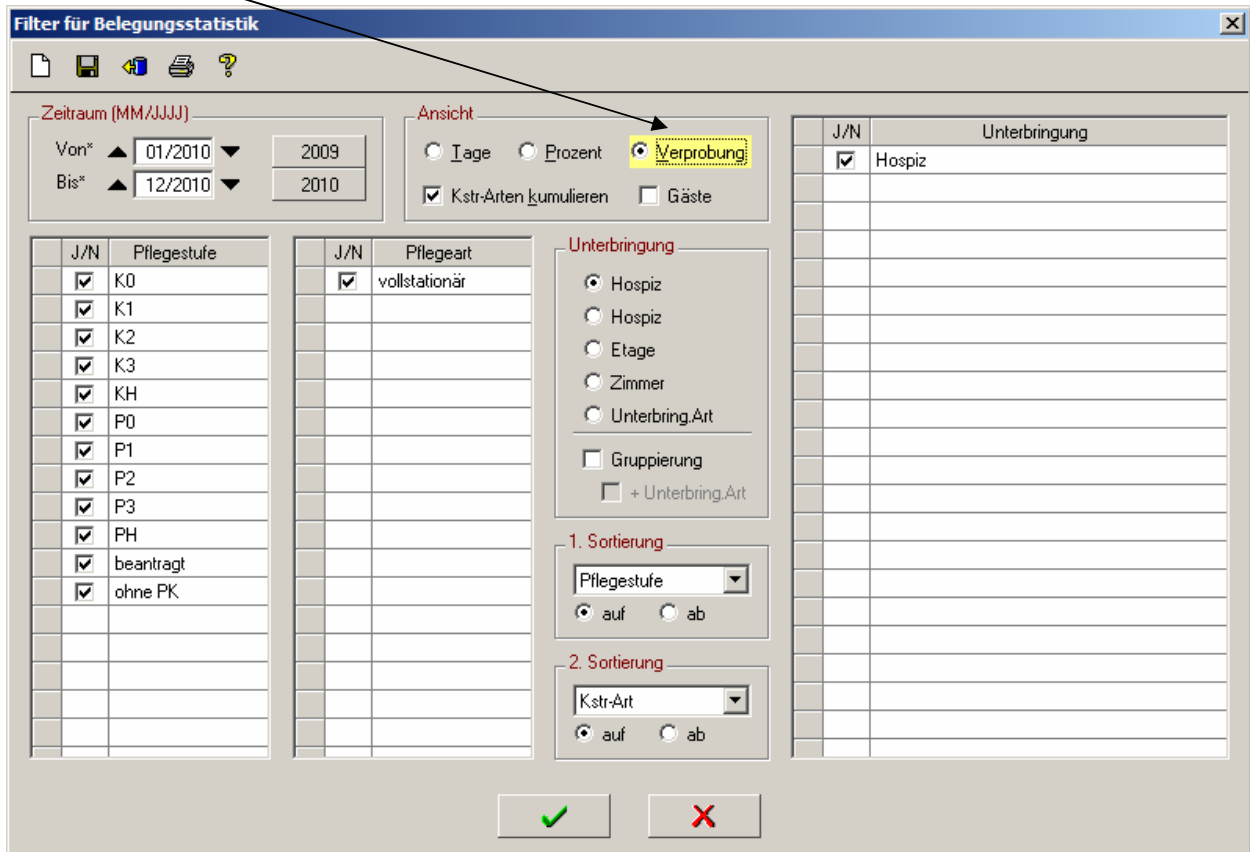 Filter für Belegungsstatistik
Zeitraum (MM/JJJJ)
Von* 01/2010 2009
Bis* 12/2010 2010
Ansicht
Tage Prozent Verprobung
Kstr-Arten kumulieren Gäste
J/N Unterbringung
Hospiz
J/N Pflegestufe
K0
K1
K2
K3
KH
P0
P1
P2
P3
PH
beantragt
ohne PK
J/N Pflegeart
vollstationär
Unterbringung
Hospiz
Hospiz
Etage
Zimmer
Unterbring.Art
Gruppierung
+ Unterbring.Art
1. Sortierung
Pflegestufe
auf ab
2. Sortierung
Kstr-Art
auf ab